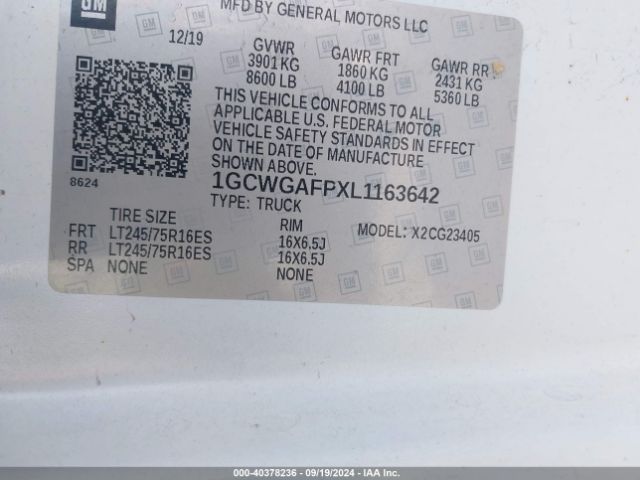 GM
MFD BY GENERAL MOTORS LLC
12/19
GVWR
3901 KG
8600 LB
GAWR FRT
1860 KG
4100 LB
GAWR RR
2431 KG
5360 LB
THIS VEHICLE CONFORMS TO ALL
APPLICABLE U.S. FEDERAL MOTOR
VEHICLE SAFETY STANDARDS IN EFFECT
ON THE DATE OF MANUFACTURE
SHOWN ABOVE.
8624
1GCWGAFPXL1163642
TYPE: TRUCK
MODEL: X2CG23405
TIRE SIZE RIM
FRT LT245/75R16ES 16X6.5J
RR LT245/75R16ES 16X6.5J
SPA NONE NONE
000-40378236 - 09/19/2024 - IAA Inc.